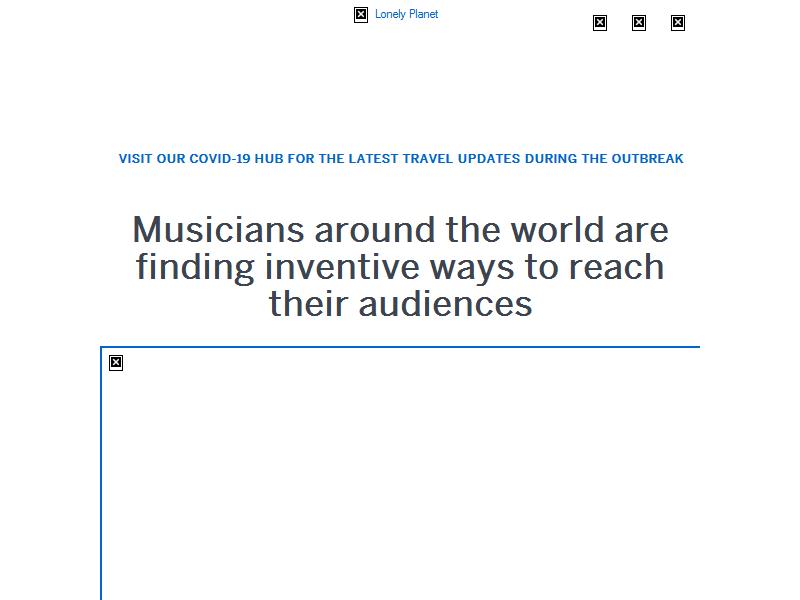 Lonely Planet
VISIT OUR COVID-19 HUB FOR THE LATEST TRAVEL UPDATES DURING THE OUTBREAK
Musicians around the world are
finding inventive ways to reach
their audiences